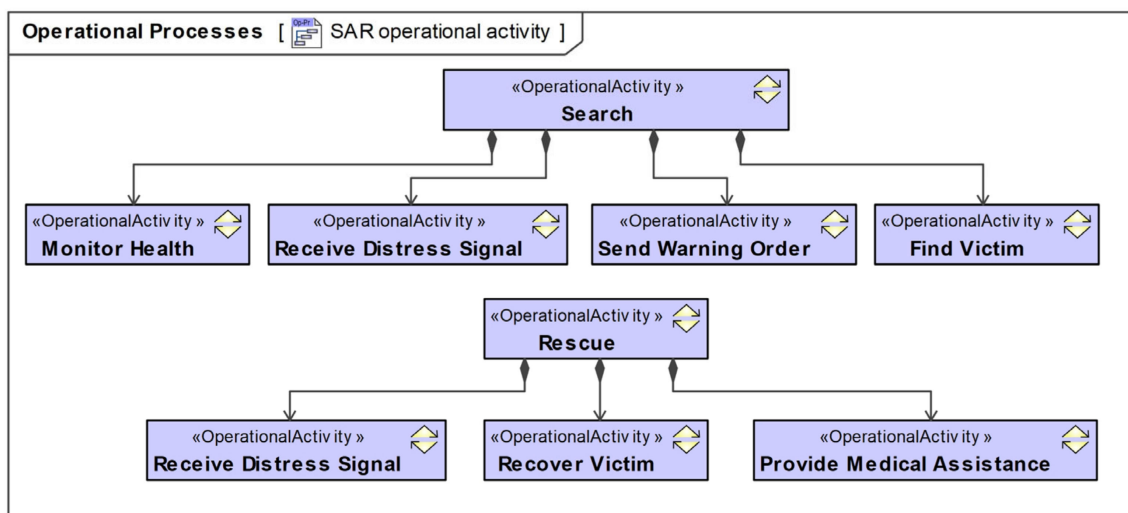 Operational Processes [ Op-Pr SAR operational activity ]
«OperationalActivity »
Search
«OperationalActivity »
Monitor Health
«OperationalActivity »
Receive Distress Signal
«OperationalActivity »
Send Warning Order
«OperationalActivity »
Find Victim
«OperationalActivity »
Rescue
«OperationalActivity »
Receive Distress Signal
«OperationalActivity »
Recover Victim
«OperationalActivity »
Provide Medical Assistance